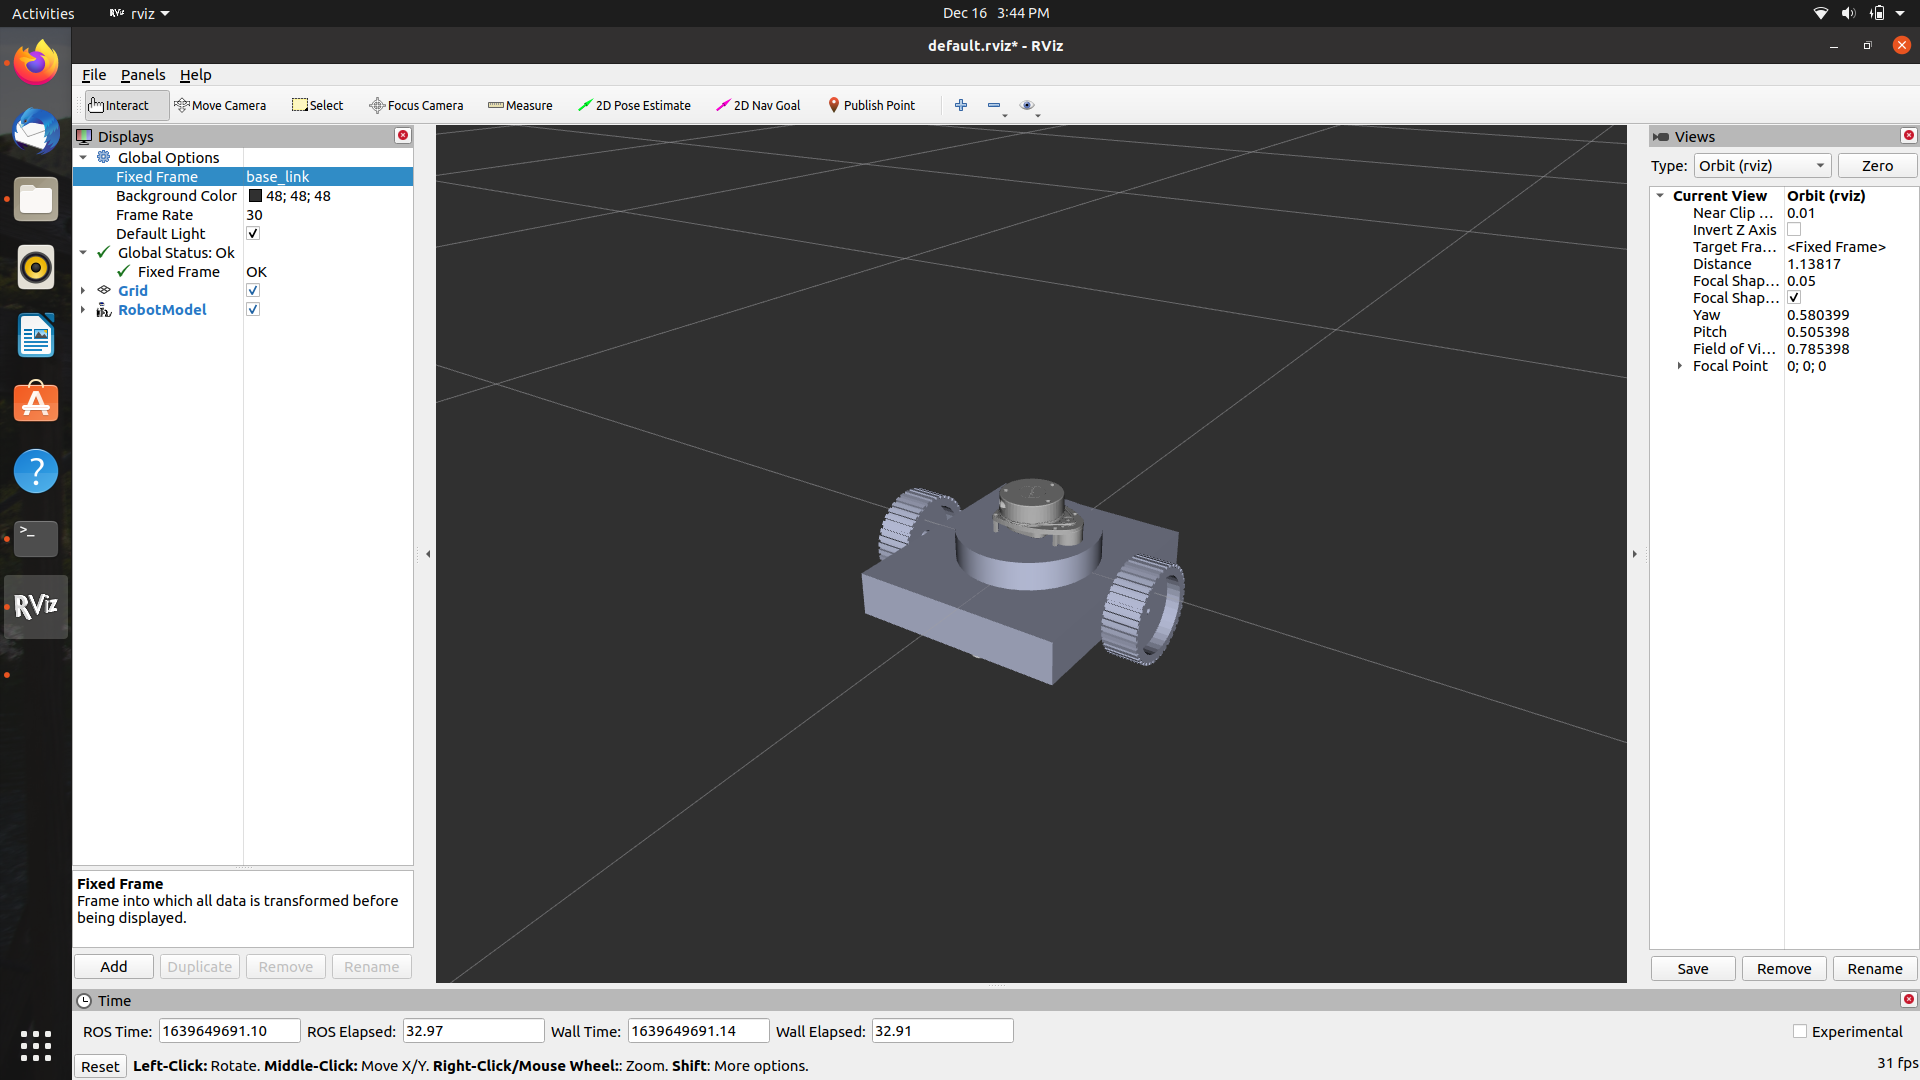 Activities RViz rviz Dec 16 3:44 PM
default.rviz* - RViz
File Panels Help
Interact Move Camera Select Focus Camera Measure 2D Pose Estimate 2D Nav Goal Publish Point
Displays
Global Options
Fixed Frame base_link
Background Color 48; 48; 48
Frame Rate 30
Default Light
Global Status: Ok
Fixed Frame OK
Grid
RobotModel
Fixed Frame
Frame into which all data is transformed before
being displayed.
Add Duplicate Remove Rename
Views
Type: Orbit (rviz) Zero
Current View Orbit (rviz)
Near Clip ... 0.01
Invert Z Axis
Target Fra... <Fixed Frame>
Distance 1.13817
Focal Shap... 0.05
Focal Shap...
Yaw 0.580399
Pitch 0.505398
Field of Vi... 0.785398
Focal Point 0; 0; 0
Save Remove Rename
RViz
Time
ROS Time: 1639649691.10 ROS Elapsed: 32.97 Wall Time: 1639649691.14 Wall Elapsed: 32.91 Experimental
Reset Left-Click: Rotate. Middle-Click: Move X/Y. Right-Click/Mouse Wheel:: Zoom. Shift: More options. 31 fps